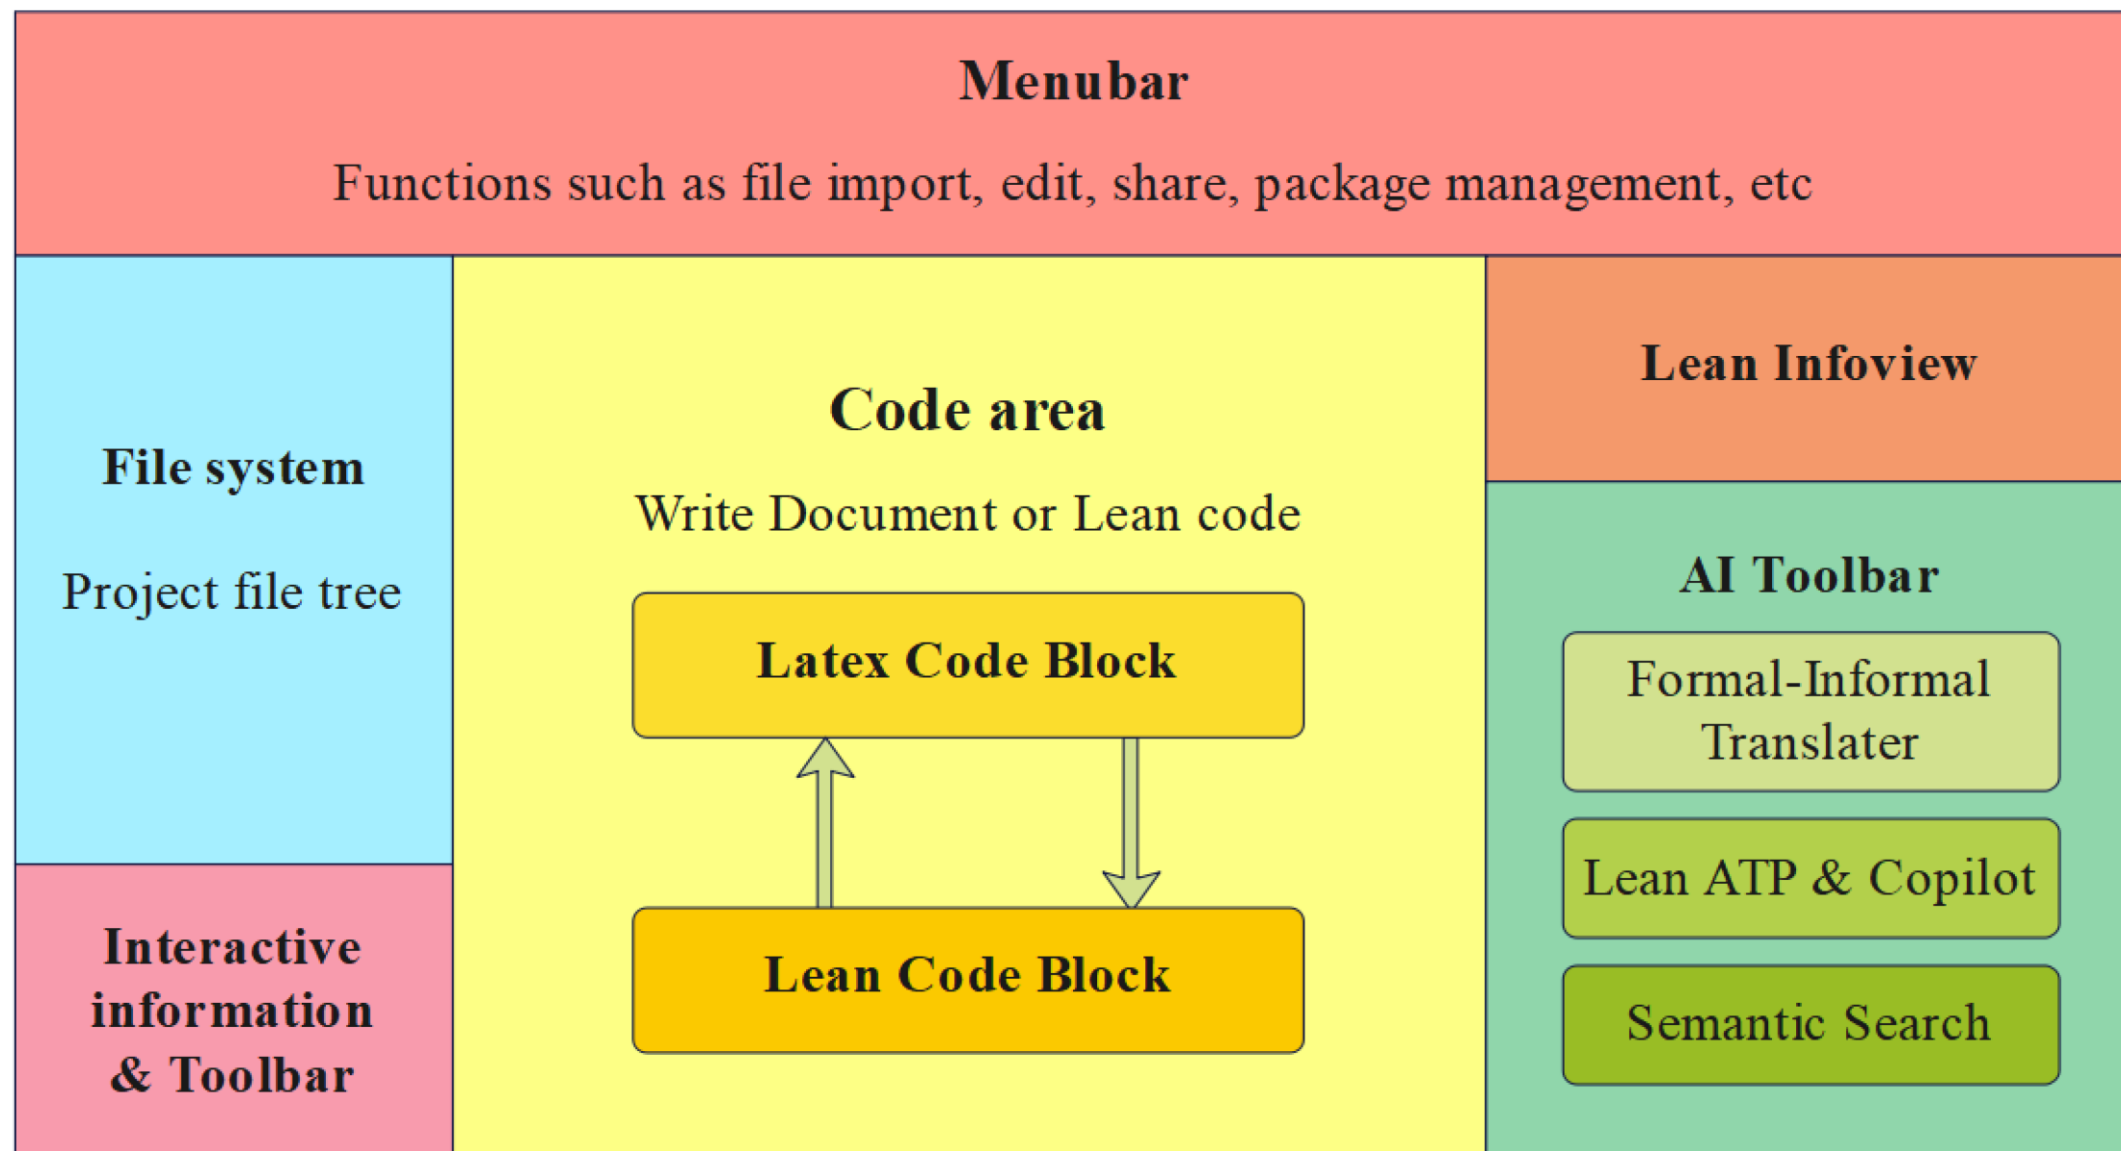 Menubar
Functions such as file import, edit, share, package management, etc
File system
Project file tree
Interactive
information
& Toolbar
Code area
Write Document or Lean code
Latex Code Block
Lean Code Block
Lean Infoview
AI Toolbar
Formal-Informal
Translater
Lean ATP & Copilot
Semantic Search